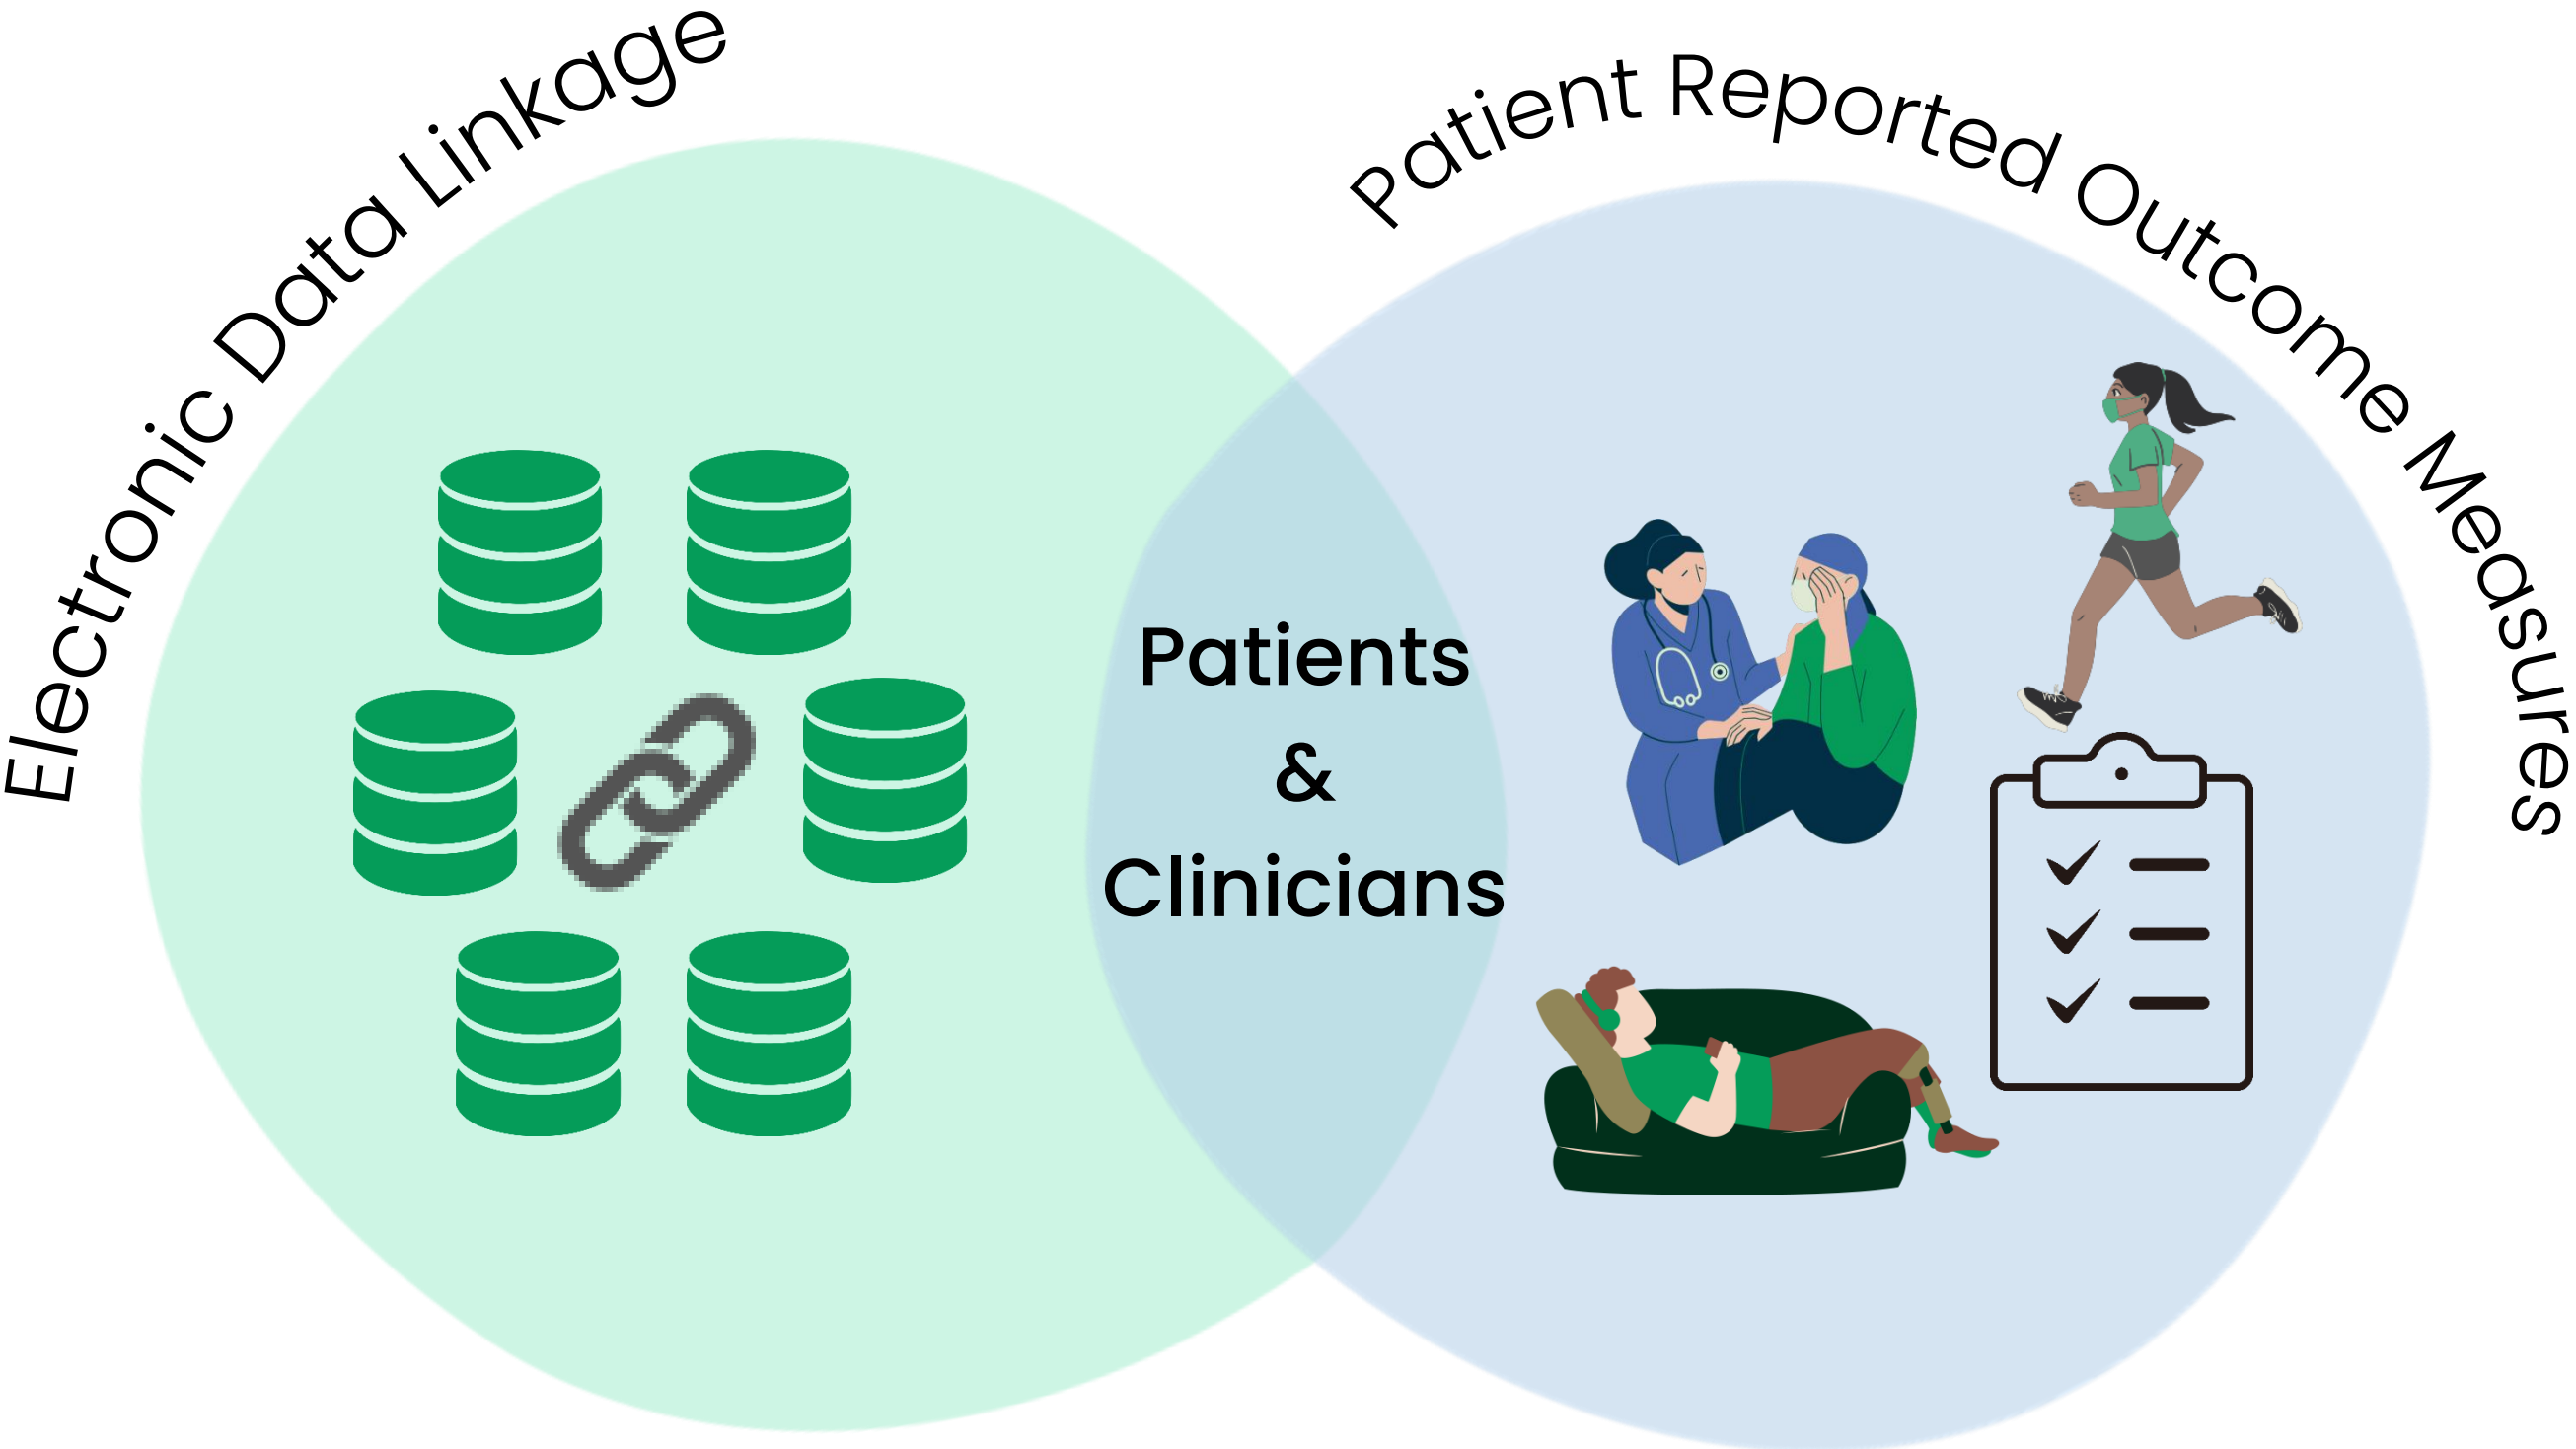 Electronic Data Linkage
Patient Reported Outcome Measures
Patients
&
Clinicians